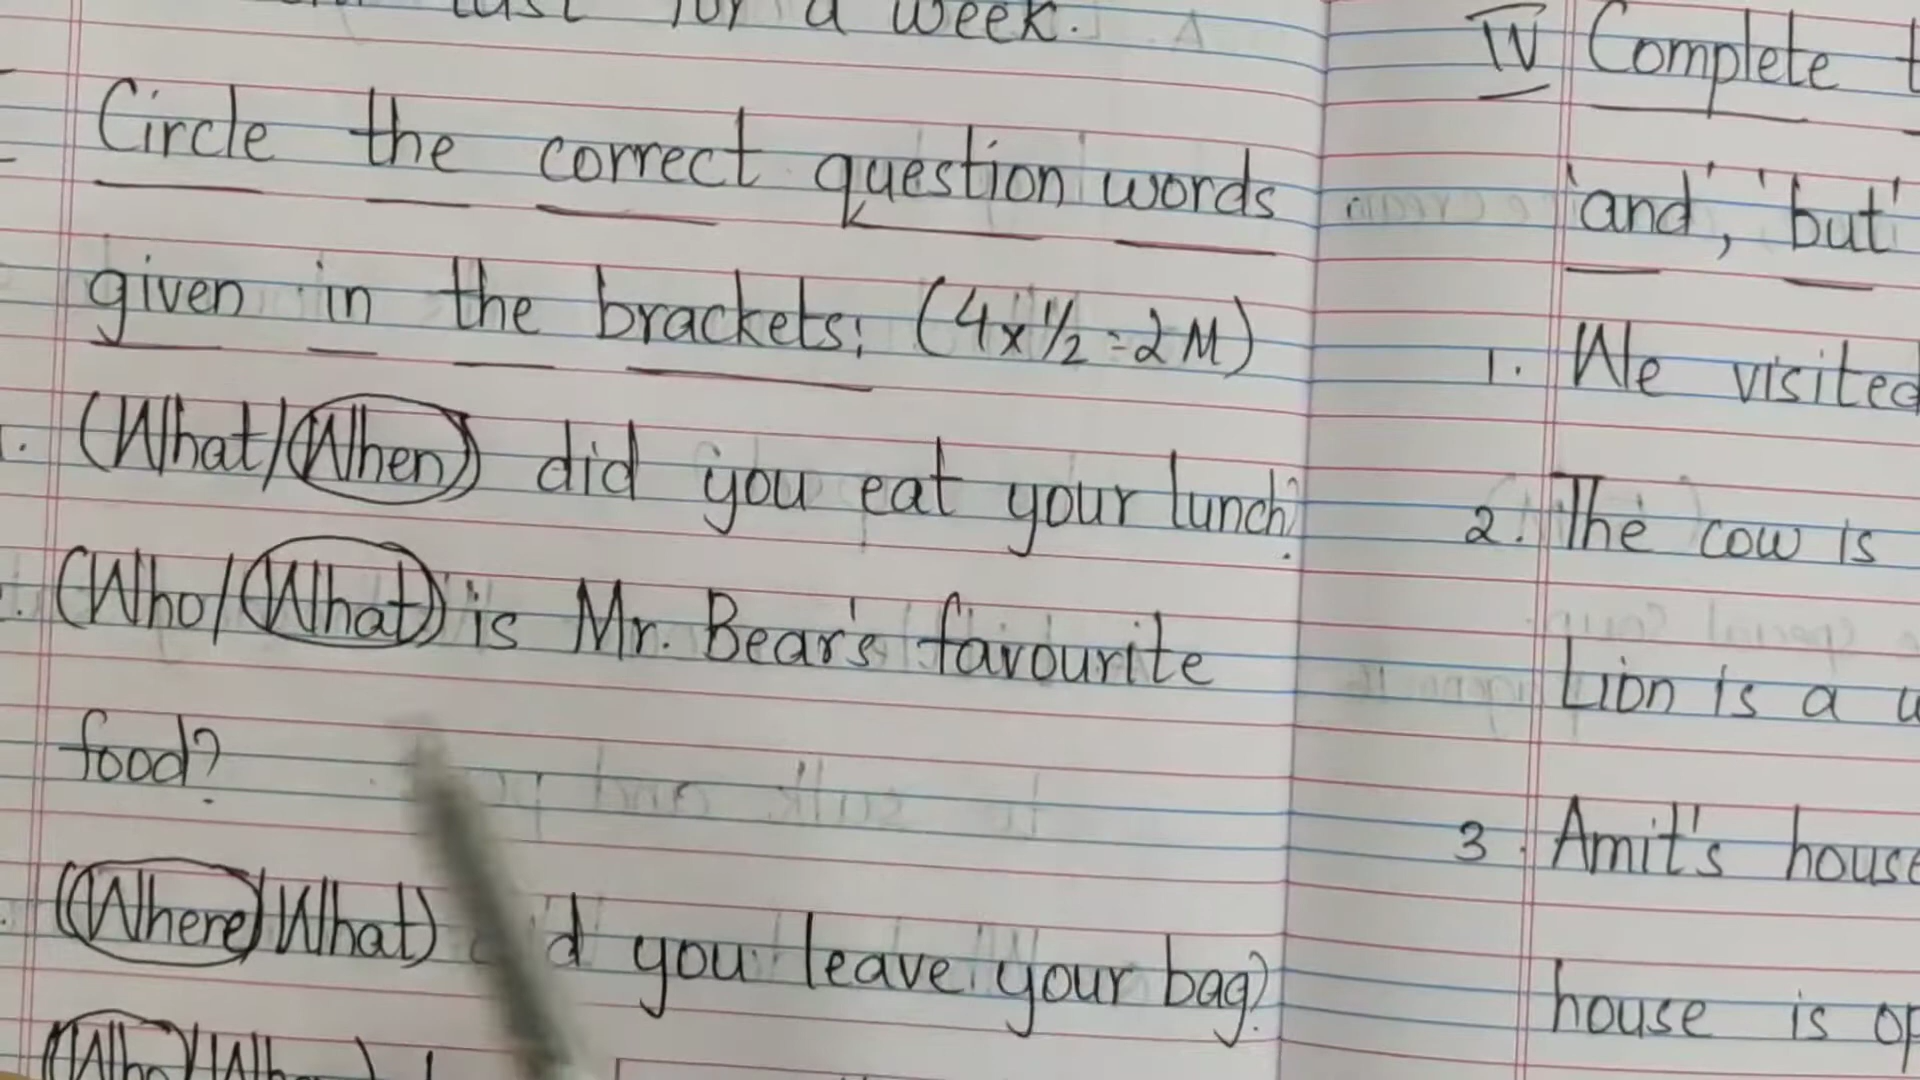 for a week.
Circle the correct question words
given in the brackets: (4x½=2M)
(What/When) did you eat your lunch?
(Who/What) is Mr. Bear's favourite
food?
(Where/What) did you leave your bag?
IV Complete
'and', 'but'
1. We visited
2. The cow is
Lion is a
3. Amit's house
house is